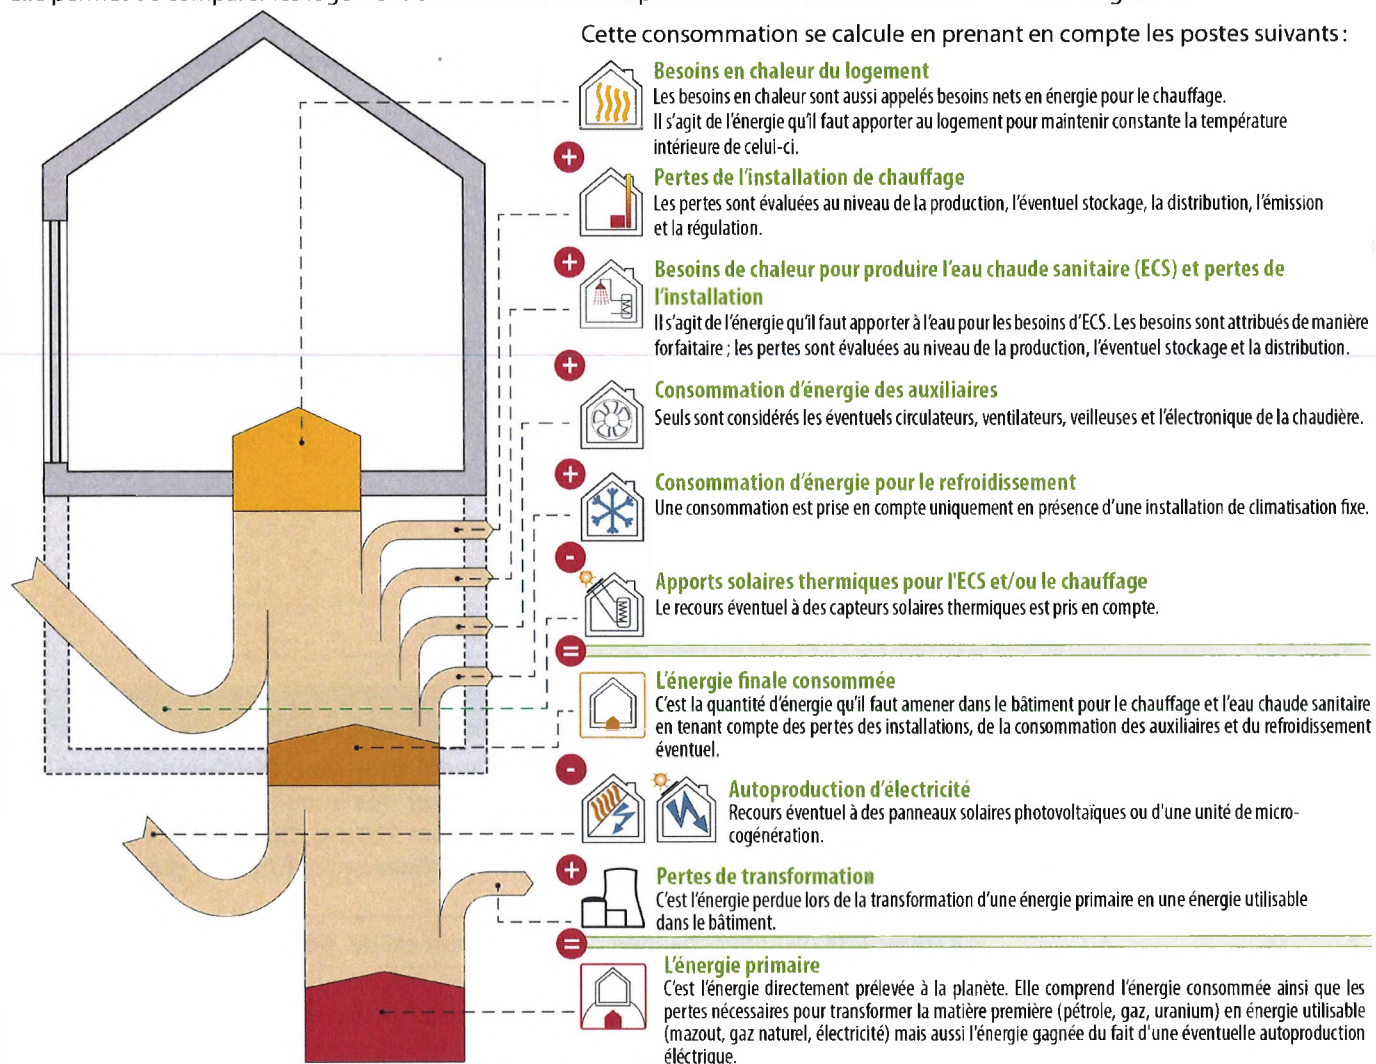 Cette consommation se calcule en prenant en compte les postes suivants :
Besoins en chaleur du logement
Les besoins en chaleur sont aussi appelés besoins nets en énergie pour le chauffage.
Il s'agit de l'énergie qu'il faut apporter au logement pour maintenir constante la température
intérieure de celui-ci.
+
Pertes de l'installation de chauffage
Les pertes sont évaluées au niveau de la production, l'éventuel stockage, la distribution, l'émission
et la régulation.
+
Besoins de chaleur pour produire l'eau chaude sanitaire (ECS) et pertes de
l'installation
Il s'agit de l'énergie qu'il faut apporter à l'eau pour les besoins d'ECS. Les besoins sont attribués de manière
forfaitaire ; les pertes sont évaluées au niveau de la production, l'éventuel stockage et la distribution.
+
Consommation d'énergie des auxiliaires
Seuls sont considérés les éventuels circulateurs, ventilateurs, veilleuses et l'électronique de la chaudière.
+
Consommation d'énergie pour le refroidissement
Une consommation est prise en compte uniquement en présence d'une installation de climatisation fixe.
-
Apports solaires thermiques pour l'ECS et/ou le chauffage
Le recours éventuel à des capteurs solaires thermiques est pris en compte.
=
L'énergie finale consommée
C'est la quantité d'énergie qu'il faut amener dans le bâtiment pour le chauffage et l'eau chaude sanitaire
en tenant compte des pertes des installations, de la consommation des auxiliaires et du refroidissement
éventuel.
-
Autoproduction d'électricité
Recours éventuel à des panneaux solaires photovoltaïques ou d'une unité de micro-
cogénération.
+
Pertes de transformation
C'est l'énergie perdue lors de la transformation d'une énergie primaire en une énergie utilisable
dans le bâtiment.
=
L'énergie primaire
C'est l'énergie directement prélevée à la planète. Elle comprend l'énergie consommée ainsi que les
pertes nécessaires pour transformer la matière première (pétrole, gaz, uranium) en énergie utilisable
(mazout, gaz naturel, électricité) mais aussi l'énergie gagnée du fait d'une éventuelle autoproduction
éléctrique.